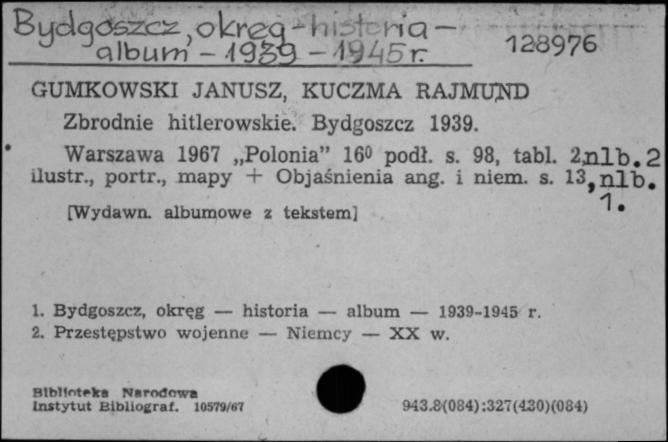 Bydgoszcz, okręg - historia -
album - 1939 - 1945 r.
128976
GUMKOWSKI JANUSZ, KUCZMA RAJMUND
Zbrodnie hitlerowskie. Bydgoszcz 1939.
Warszawa 1967 „Polonia” 16⁰ podł. s. 98, tabl. 2, nlb. 2
ilustr., portr., mapy + Objaśnienia ang. i niem. s. 13, nlb.
1.
[Wydawn. albumowe z tekstem]
1. Bydgoszcz, okręg — historia — album — 1939-1945 r.
2. Przestępstwo wojenne — Niemcy — XX w.
Biblioteka Narodowa
Instytut Bibliograf. 10579/67
943.8(084):327(430)(084)